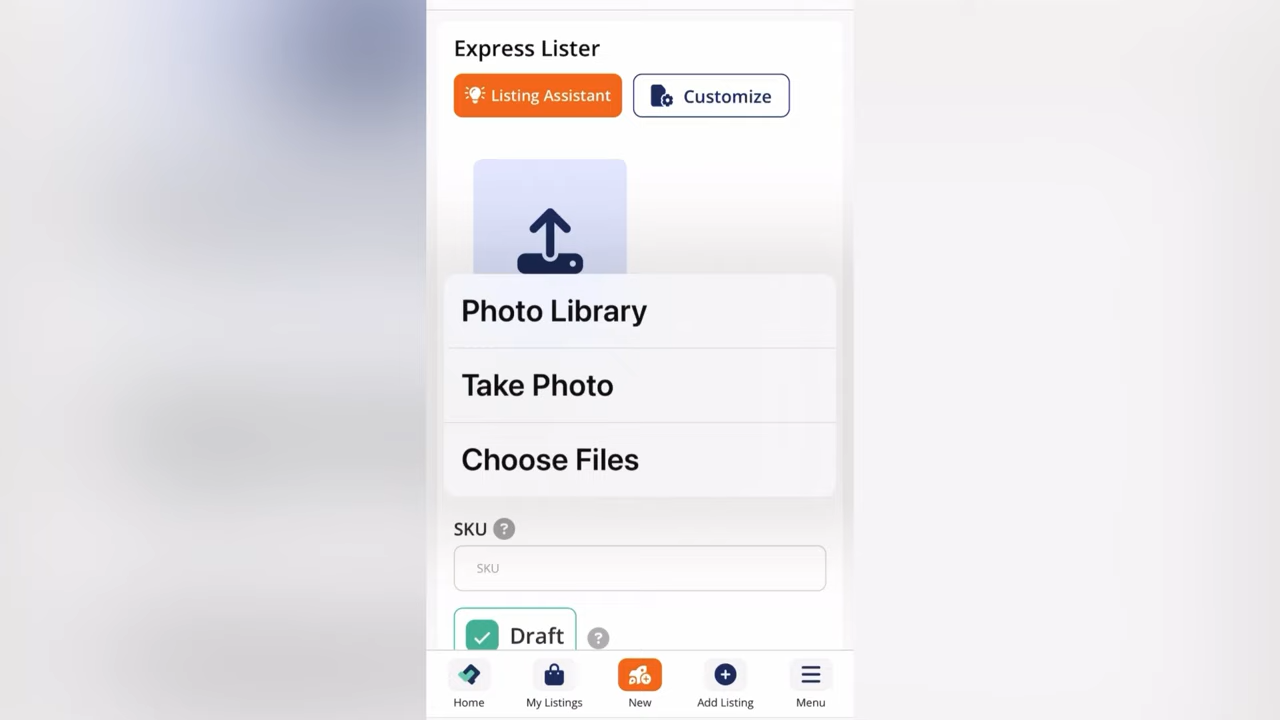 Express Lister
Listing Assistant
Customize
Photo Library
Take Photo
Choose Files
SKU ?
SKU
Draft ?
Home
My Listings
New
Add Listing
Menu